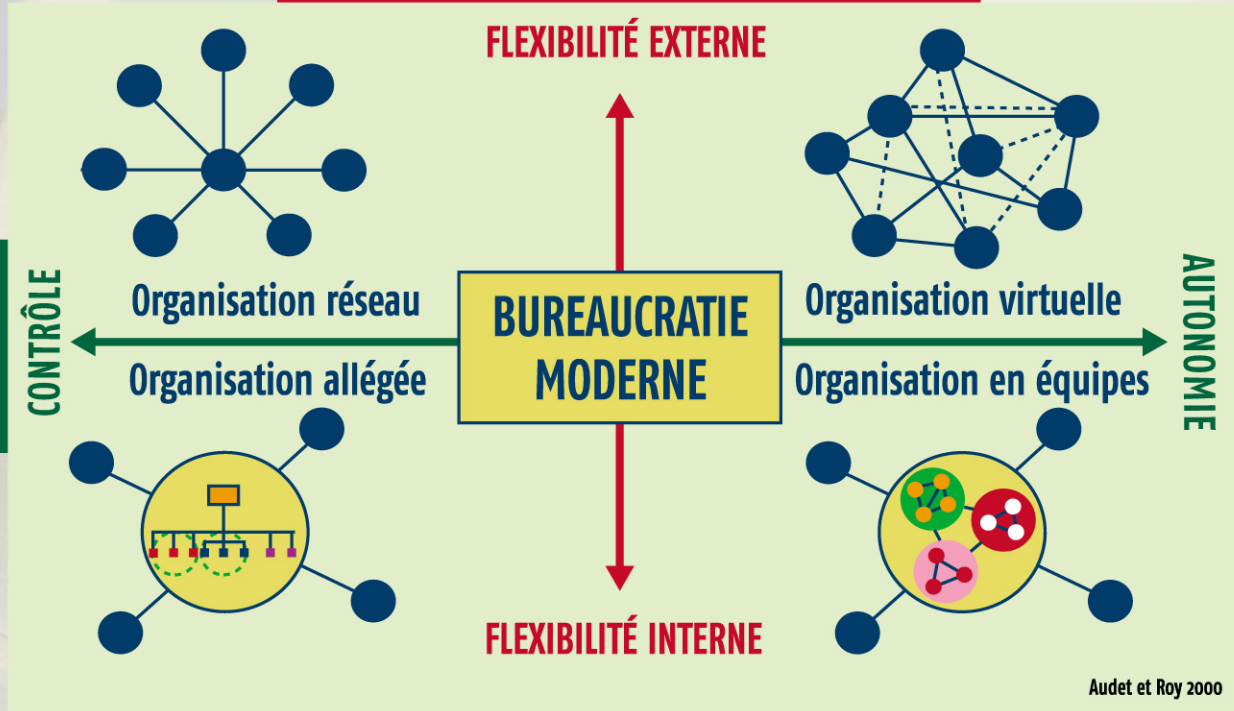 FLEXIBILITÉ EXTERNE
CONTRÔLE
Organisation réseau
Organisation allégée
BUREAUCRATIE
MODERNE
Organisation virtuelle
Organisation en équipes
AUTONOMIE
FLEXIBILITÉ INTERNE
Audet et Roy 2000